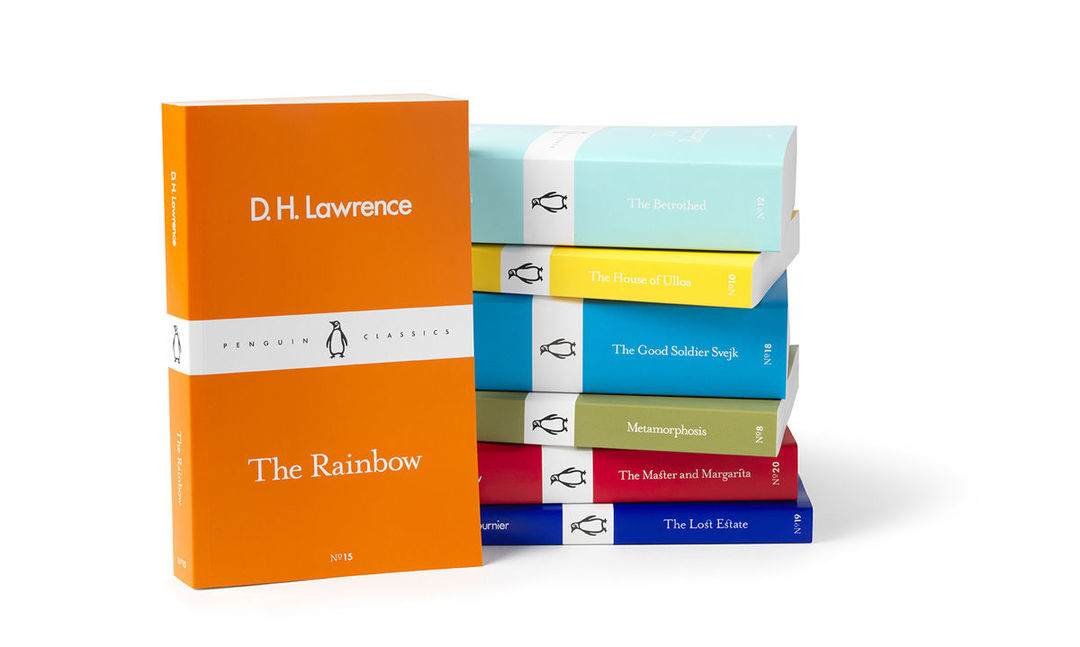 D. H. Lawrence
D. H. Lawrence
PENGUIN CLASSICS
The Rainbow
The Rainbow
Nº15
Nº15
The Betrothed
Nº12
The House of Ulloa
Nº10
The Good Soldier Svejk
Nº18
Metamorphosis
Nº8
The Master and Margarita
Nº20
The Lost Estate
Nº19